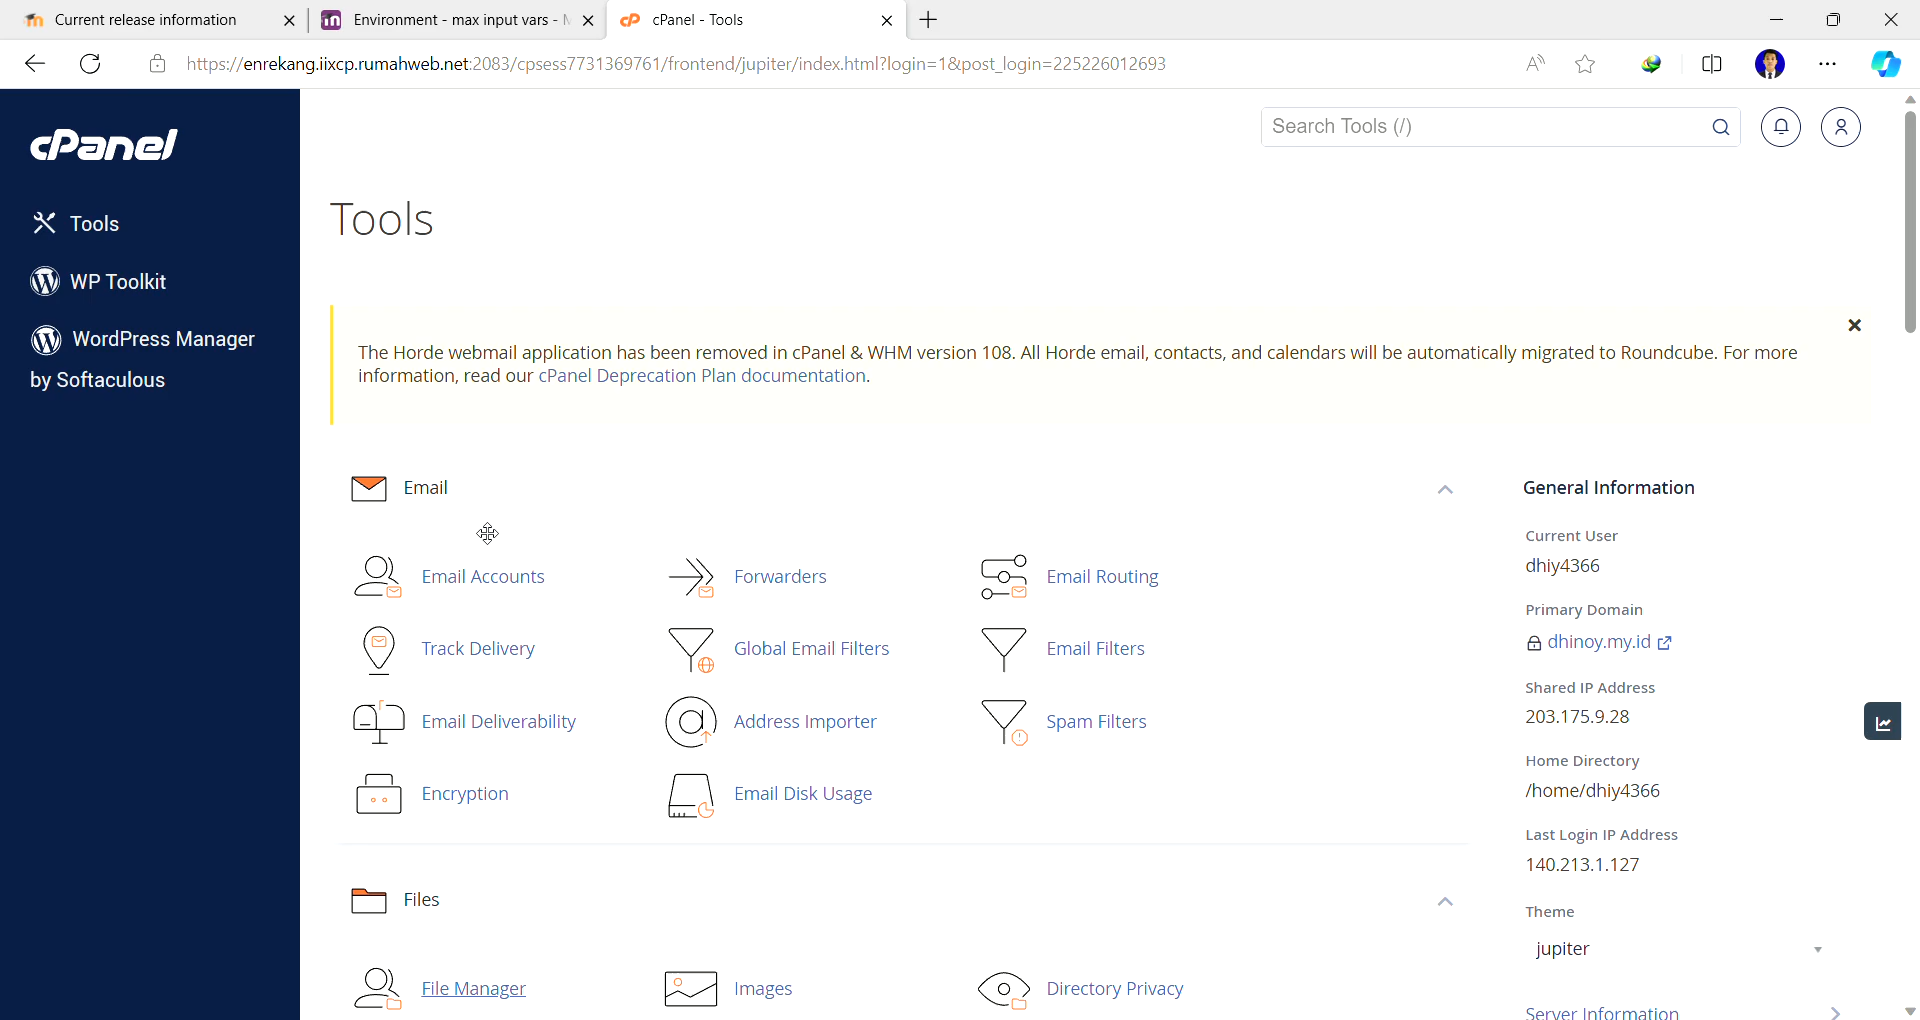 Current release information
Environment - max input vars -
cPanel - Tools
https://enrekang.iixcp.rumahweb.net:2083/cpsess7731369761/frontend/jupiter/index.html?login=1&post_login=225226012693
cPanel
Tools
WP Toolkit
WordPress Manager
by Softaculous
Search Tools (/)
Tools
The Horde webmail application has been removed in cPanel & WHM version 108. All Horde email, contacts, and calendars will be automatically migrated to Roundcube. For more
information, read our cPanel Deprecation Plan documentation.
Email
Email Accounts
Forwarders
Email Routing
Track Delivery
Global Email Filters
Email Filters
Email Deliverability
Address Importer
Spam Filters
Encryption
Email Disk Usage
Files
File Manager
Images
Directory Privacy
General Information
Current User
dhiy4366
Primary Domain
dhinoy.my.id
Shared IP Address
203.175.9.28
Home Directory
/home/dhiy4366
Last Login IP Address
140.213.1.127
Theme
jupiter
Server Information